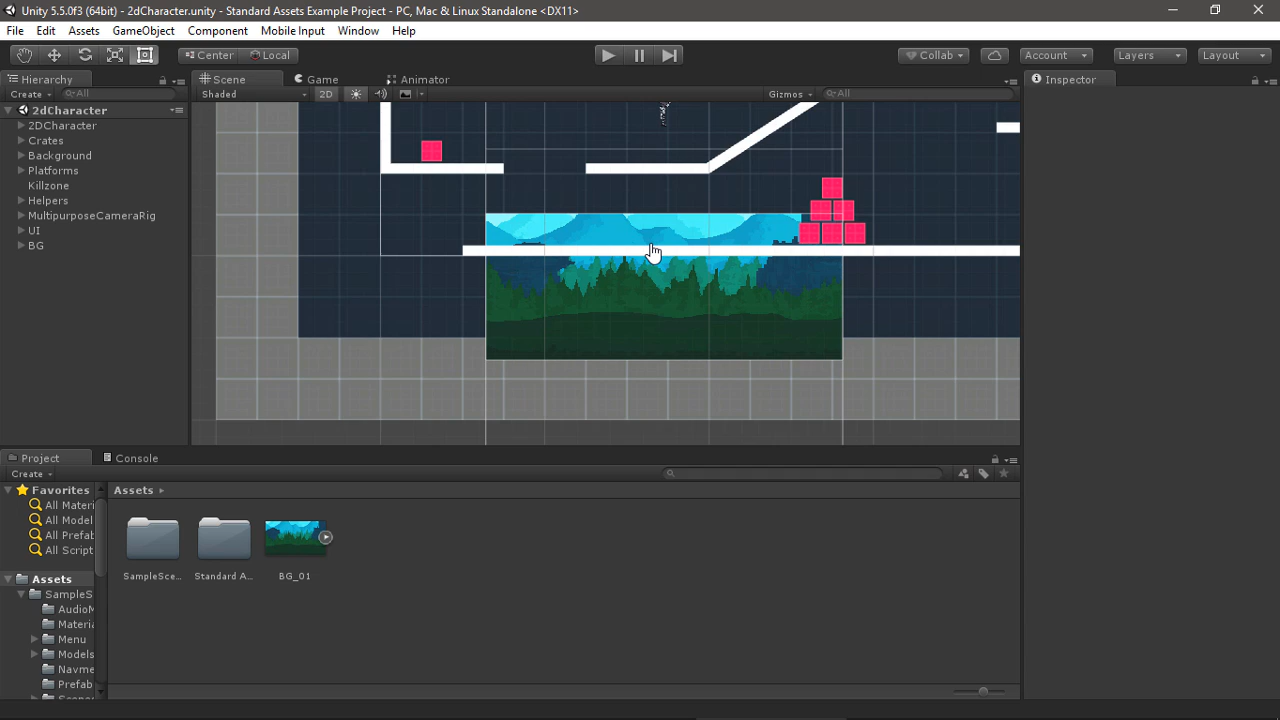 Unity 5.5.0f3 (64bit) - 2dCharacter.unity - Standard Assets Example Project - PC, Mac & Linux Standalone <DX11>
File Edit Assets GameObject Component Mobile Input Window Help
Center Local Collab Account Layers Layout
Hierarchy Scene Game Animator Inspector
Create All Shaded 2D Gizmos All
2dCharacter
2DCharacter
Crates
Background
Platforms
Killzone
Helpers
MultipurposeCameraRig
UI
BG
Project Console
Create
Favorites Assets
All Materi
All Model
All Prefab
All Script
SampleSce... Standard A... BG_01
Assets
SampleS
AudioM
Materia
Menu
Models
Navme
Prefab